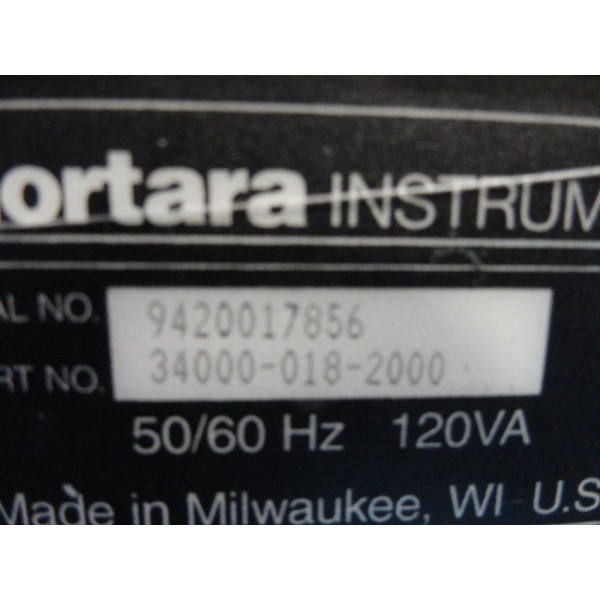 ortara INSTRUM
AL NO. 9420017856
RT NO. 34000-018-2000
50/60 Hz 120VA
Made in Milwaukee, WI U.S